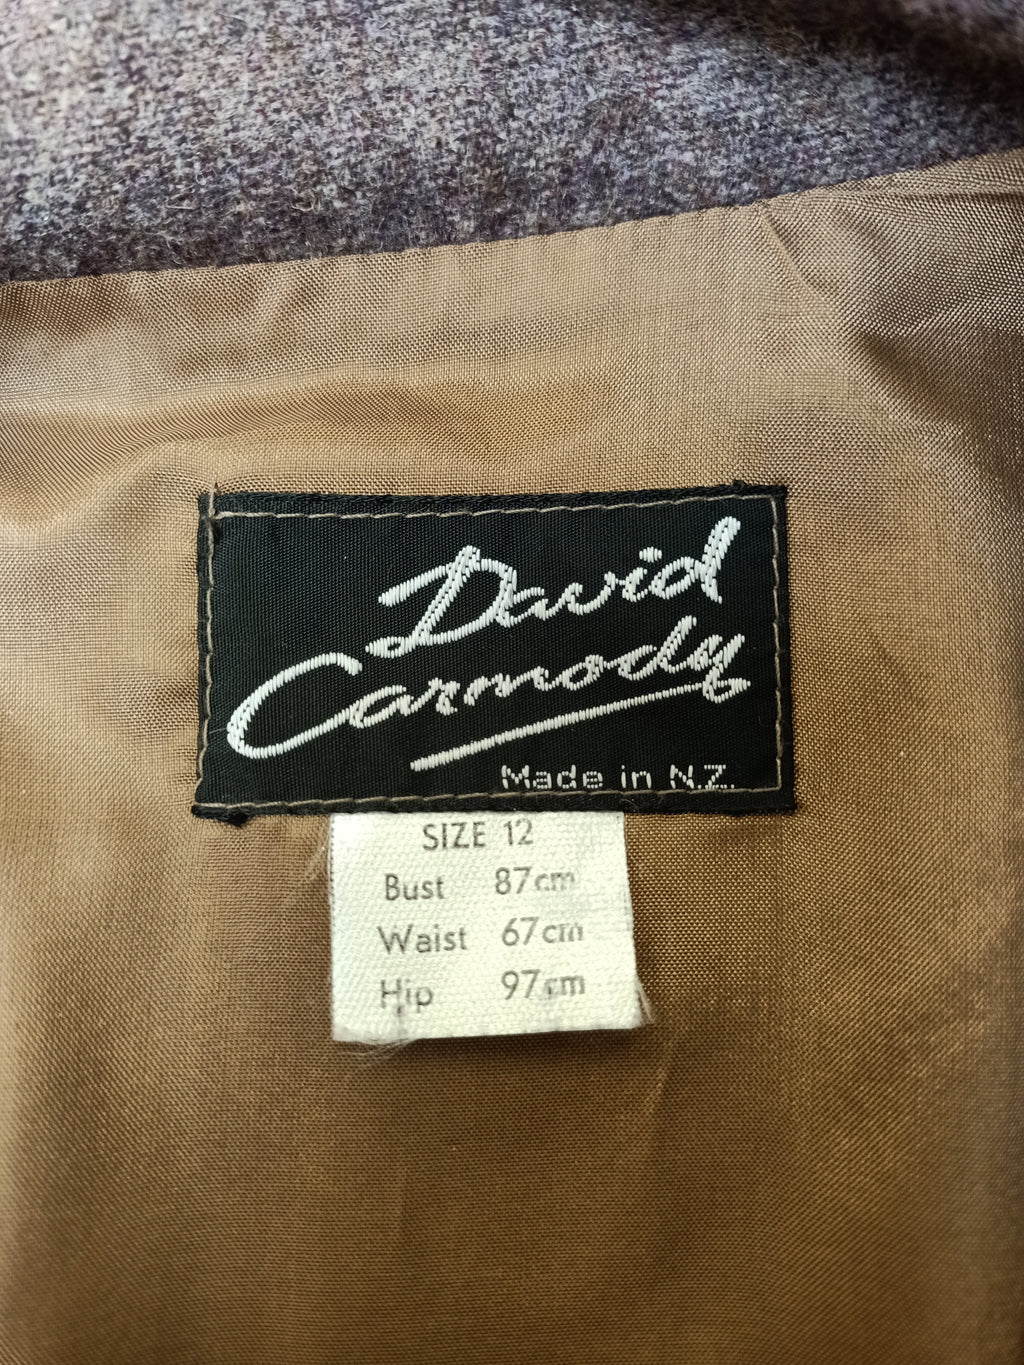 David
Carmody
Made in N.Z.
SIZE 12
Bust 87cm
Waist 67cm
Hip 97cm